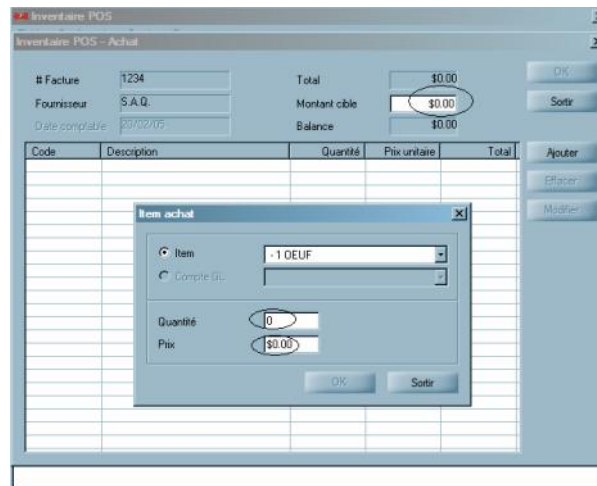 Inventaire POS
Inventaire POS - Achat
# Facture 1234 Total $0.00 OK
Fournisseur S.A.Q. Montant cible $0.00 Sortir
Date comptable 20/02/05 Balance $0.00
Code Description Quantité Prix unitaire Total Ajouter
Effacer
Modifier
Item achat
Item - 1 OEUF
Compte GL
Quantité 0
Prix $0.00
OK Sortir